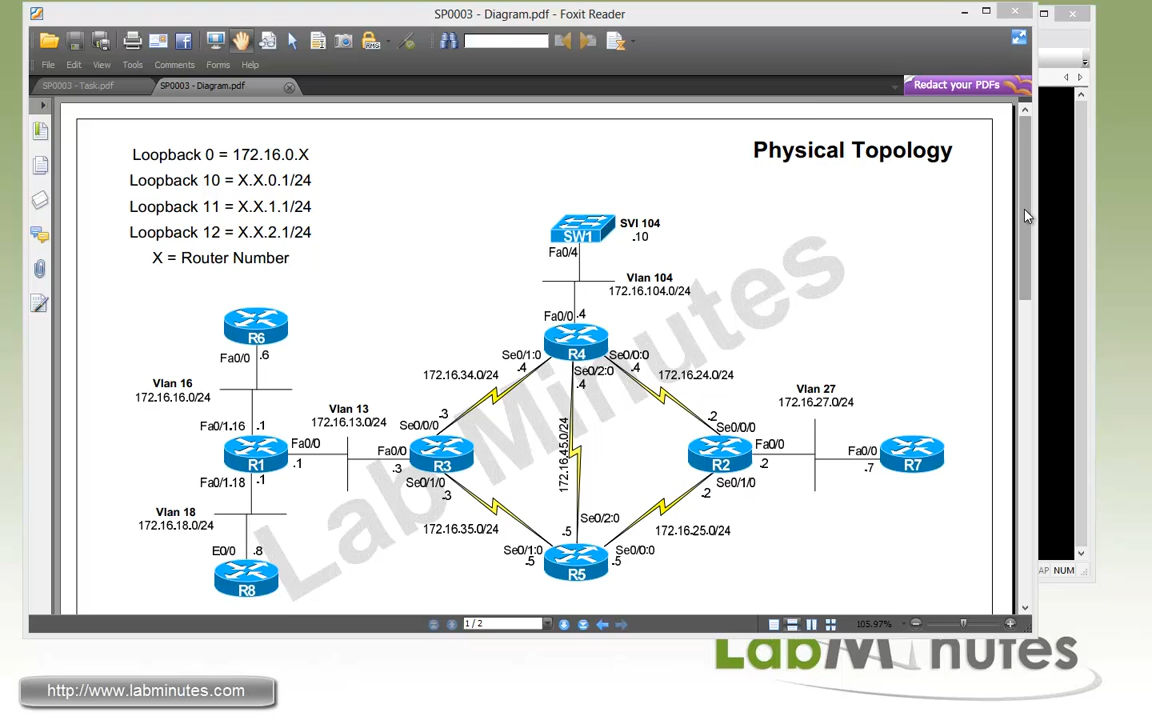 SP0003 - Diagram.pdf - Foxit Reader
File Edit View Tools Comments Forms Help
SP0003 - Task.pdf
SP0003 - Diagram.pdf
Redact your PDFs
Physical Topology
Loopback 0 = 172.16.0.X
Loopback 10 = X.X.0.1/24
Loopback 11 = X.X.1.1/24
Loopback 12 = X.X.2.1/24
X = Router Number
SW1
SVI 104
.10
Fa0/4
Vlan 104
172.16.104.0/24
Fa0/0 .4
R4
Se0/1:0
.4
Se0/0:0
.4
Se0/2:0
.4
172.16.34.0/24
172.16.24.0/24
172.16.45.0/24
R6
Fa0/0 .6
Vlan 16
172.16.16.0/24
Fa0/1.16 .1
R1
Fa0/0
.1
Vlan 13
172.16.13.0/24
Fa0/0
.3
.3
Se0/0/0
R3
Se0/1/0
.3
.2
Se0/0/0
R2
Fa0/0
.2
Se0/1/0
.2
Vlan 27
172.16.27.0/24
Fa0/0
.7
R7
Fa0/1.18 .1
Vlan 18
172.16.18.0/24
E0/0 .8
R8
172.16.35.0/24
172.16.25.0/24
Se0/2:0
.5
Se0/1:0
.5
Se0/0:0
.5
R5
LabMinutes
1 / 2
105.97%
AP NUM
LabMinutes
http://www.labminutes.com